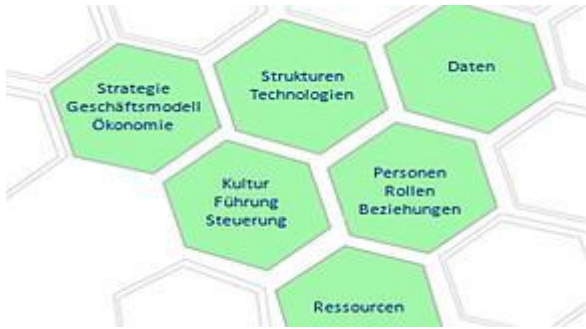 Strategie
Geschäftsmodell
Ökonomie
Strukturen
Technologien
Daten
Kultur
Führung
Steuerung
Personen
Rollen
Beziehungen
Ressourcen